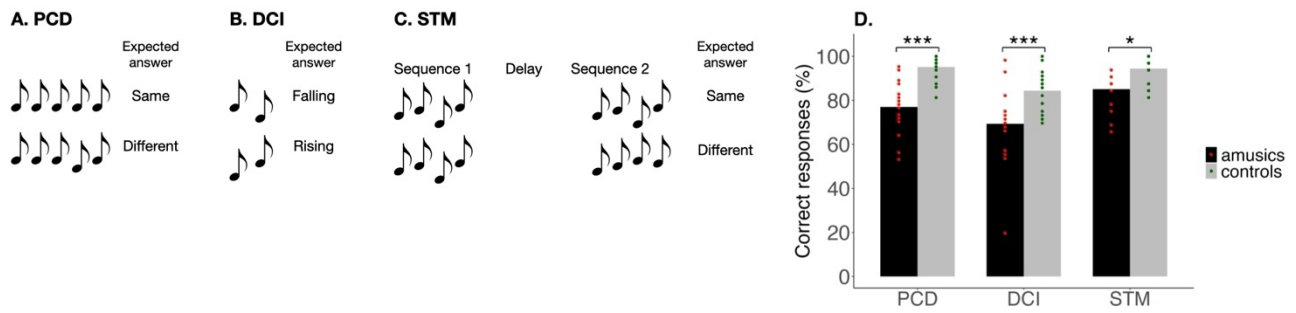 A. PCD
Expected
answer
Same
Different
B. DCI
Expected
answer
Falling
Rising
C. STM
Sequence 1 Delay Sequence 2
Expected
answer
Same
Different
D.
*** *** *
Correct responses (%)
100
80
60
40
20
0
PCD DCI STM
amusics
controls